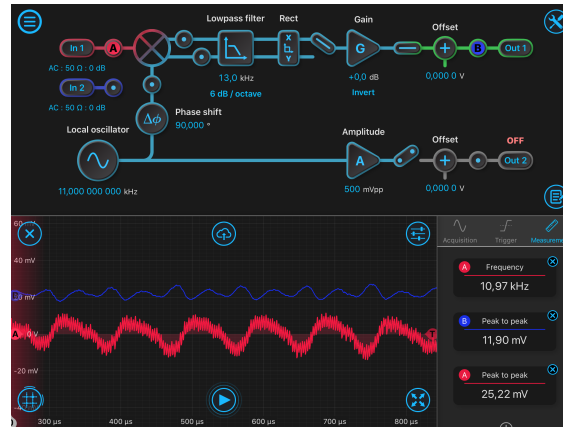 Lowpass filter
Rect
Gain
Offset
In 1
A
X
Y
G
B
Out 1
AC : 50 Ω : 0 dB
13,0 kHz
+0,0 dB
0,000 0 V
In 2
6 dB / octave
Invert
AC : 50 Ω : 0 dB
Δϕ
Phase shift
90,000 °
Local oscillator
Amplitude
Offset
OFF
A
Out 2
11,000 000 000 kHz
500 mVpp
0,000 0 V
Acquisition
Trigger
Measureme
40 mV
20 mV
A
0 V
T
-20 mV
A
Frequency
10,97 kHz
B
Peak to peak
11,90 mV
A
Peak to peak
25,22 mV
300 µs
400 µs
500 µs
600 µs
700 µs
800 µs